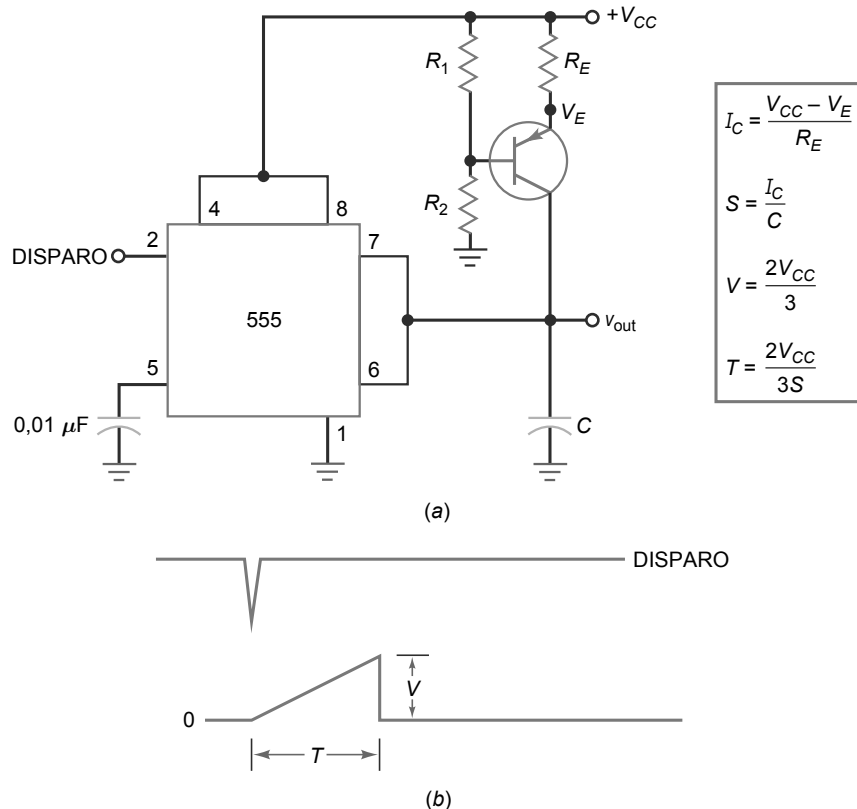 +V_CC
R_1
R_E
V_E
R_2
4
8
DISPARO
2
7
555
v_out
5
6
0,01 μF
1
C
I_C = (V_CC – V_E) / R_E
S = I_C / C
V = 2V_CC / 3
T = 2V_CC / 3S
(a)
DISPARO
V
0
T
(b)